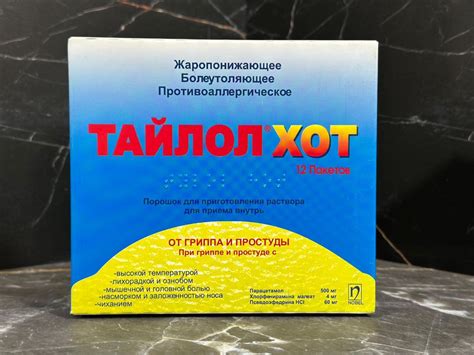 Жаропонижающее
Болеутоляющее
Противоаллергическое
ТАЙЛОЛ® ХОТ
12 Пакетов
Порошок для приготовления раствора
для приема внутрь
ОТ ГРИППА И ПРОСТУДЫ
При гриппе и простуде с
-высокой температурой
-лихорадкой и ознобом
-мышечной и головной болью
-насморком и заложенностью носа
-чиханием
Парацетамол 500 мг
Хлорфенирамина малеат 4 мг
Псевдоэфедрина HCl 60 мг
NOBEL